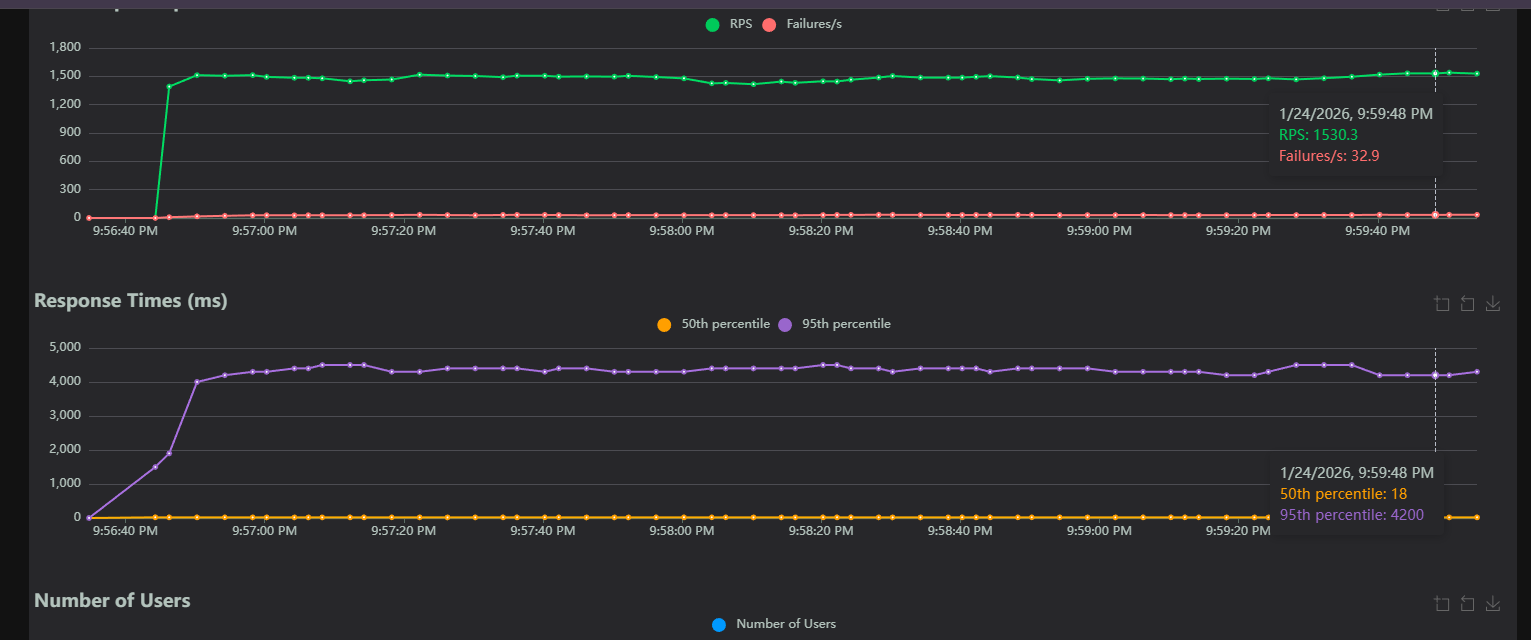 RPS Failures/s
1,800
1,500
1,200
900
600
300
0
1/24/2026, 9:59:48 PM
RPS: 1530.3
Failures/s: 32.9
9:56:40 PM 9:57:00 PM 9:57:20 PM 9:57:40 PM 9:58:00 PM 9:58:20 PM 9:58:40 PM 9:59:00 PM 9:59:20 PM 9:59:40 PM
Response Times (ms)
50th percentile 95th percentile
5,000
4,000
3,000
2,000
1,000
0
1/24/2026, 9:59:48 PM
50th percentile: 18
95th percentile: 4200
9:56:40 PM 9:57:00 PM 9:57:20 PM 9:57:40 PM 9:58:00 PM 9:58:20 PM 9:58:40 PM 9:59:00 PM 9:59:20 PM
Number of Users
Number of Users